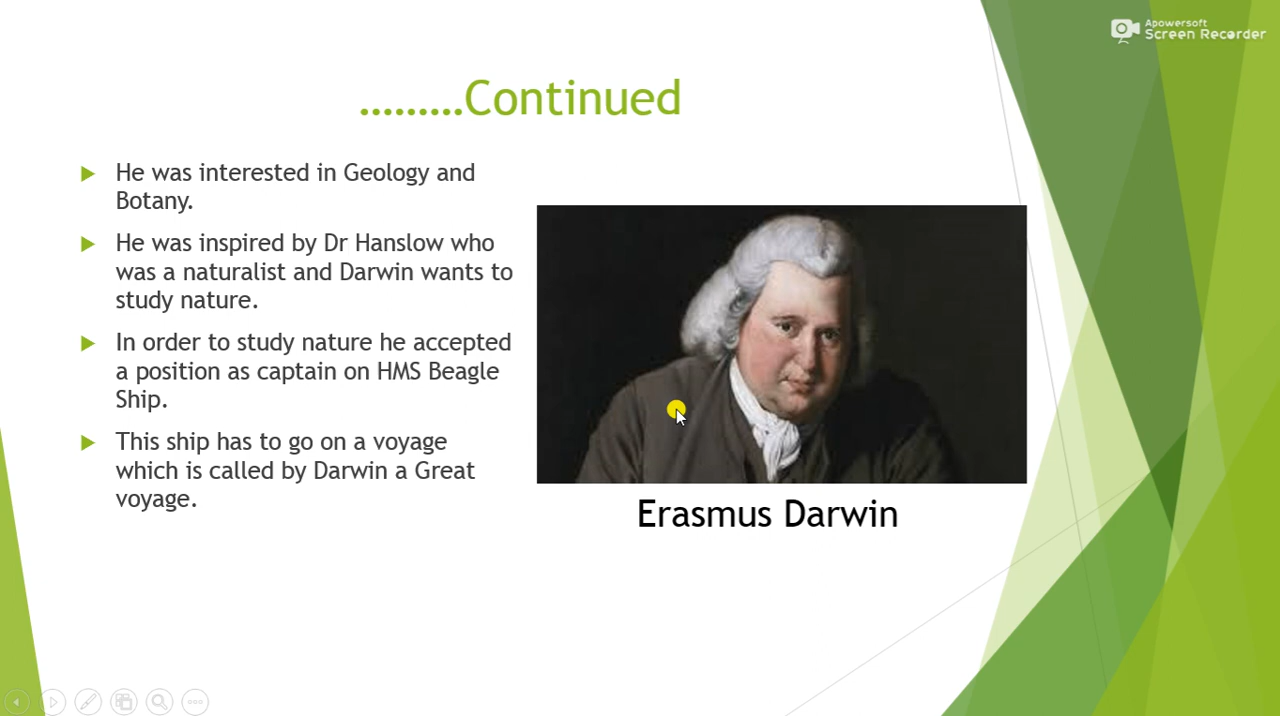 Apowersoft
Screen Recorder
………Continued
He was interested in Geology and
Botany.
He was inspired by Dr Hanslow who
was a naturalist and Darwin wants to
study nature.
In order to study nature he accepted
a position as captain on HMS Beagle
Ship.
This ship has to go on a voyage
which is called by Darwin a Great
voyage.
Erasmus Darwin